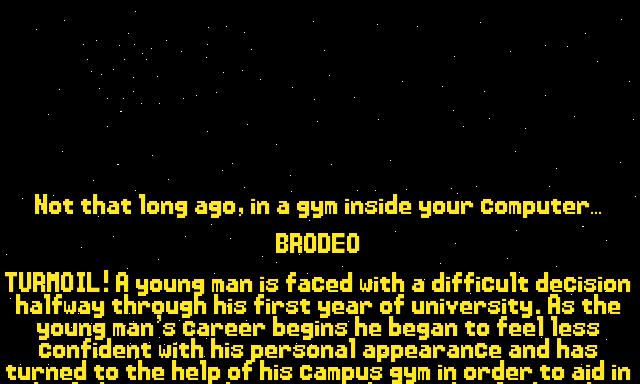 Not that long ago, in a gym inside your computer...
BRODEO
TURMOIL! A young man is faced with a difficult decision
halfway through his first year of university. As the
young man's career begins he began to feel less
confident with his personal appearance and has
turned to the help of his campus gym in order to aid in